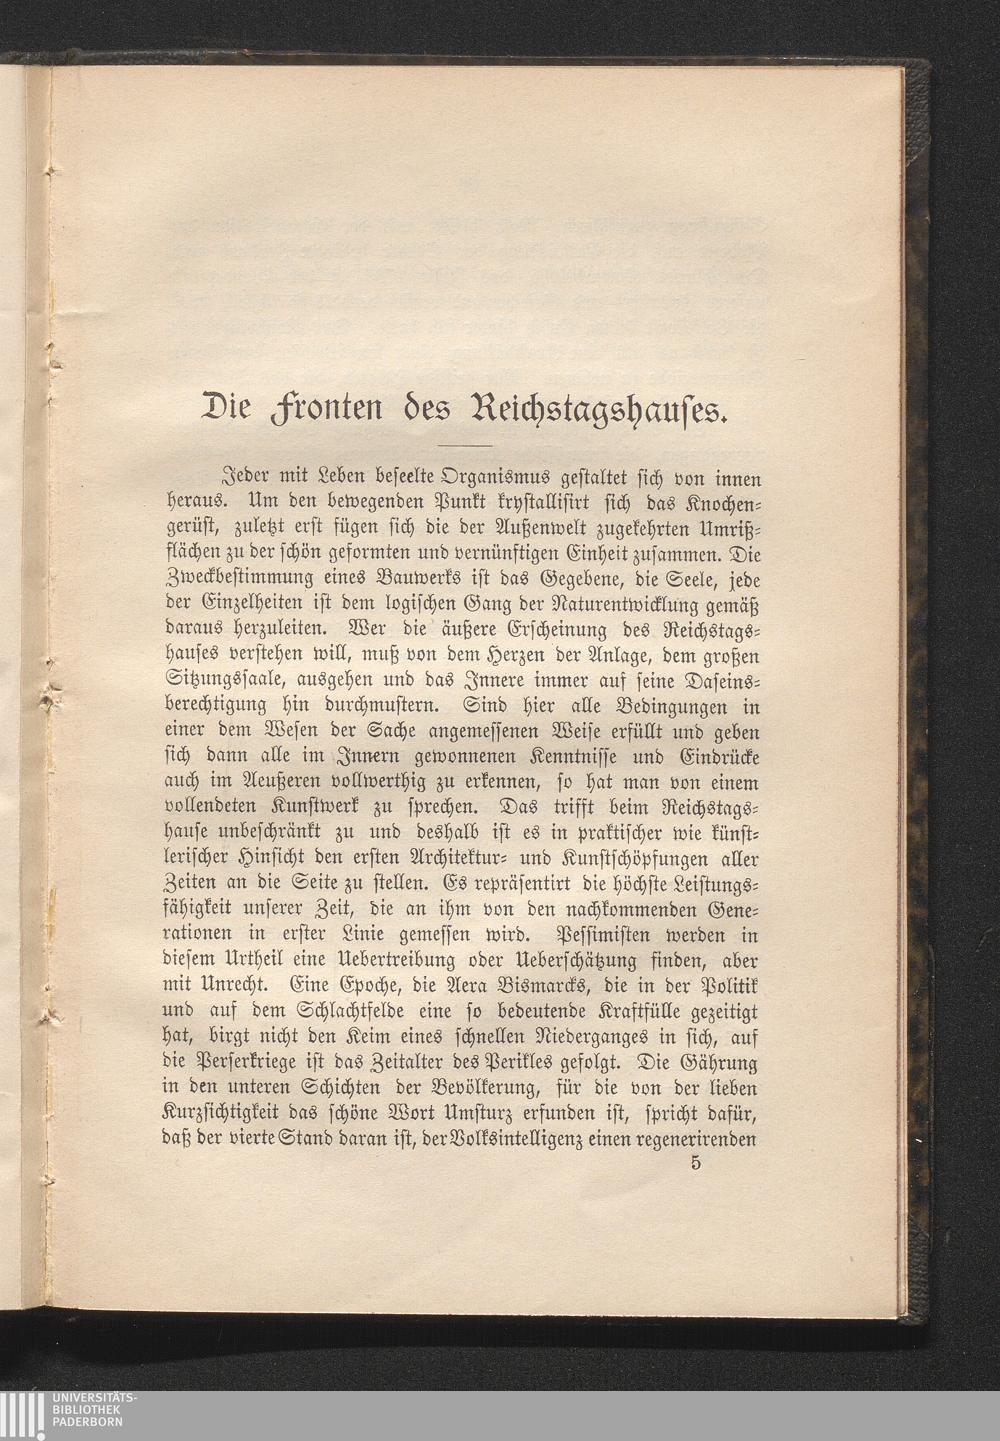 Die Fronten des Reichstagshauses.
Jeder mit Leben beseelte Organismus gestaltet sich von innen
heraus. Um den bewegenden Punkt krystallisirt sich das Knochen-
gerüst, zuletzt erst fügen sich die der Außenwelt zugekehrten Umriß-
flächen zu der schön geformten und vernünftigen Einheit zusammen. Die
Zweckbestimmung eines Bauwerks ist das Gegebene, die Seele, jede
der Einzelheiten ist dem logischen Gang der Naturentwicklung gemäß
daraus herzuleiten. Wer die äußere Erscheinung des Reichstags-
hauses verstehen will, muß von dem Herzen der Anlage, dem großen
Sitzungssaale, ausgehen und das Innere immer auf seine Daseins-
berechtigung hin durchmustern. Sind hier alle Bedingungen in
einer dem Wesen der Sache angemessenen Weise erfüllt und geben
sich dann alle im Innern gewonnenen Kenntnisse und Eindrücke
auch im Aeußeren vollwerthig zu erkennen, so hat man von einem
vollendeten Kunstwerk zu sprechen. Das trifft beim Reichstags-
hause unbeschränkt zu und deshalb ist es in praktischer wie künst-
lerischer Hinsicht den ersten Architektur- und Kunstschöpfungen aller
Zeiten an die Seite zu stellen. Es repräsentirt die höchste Leistungs-
fähigkeit unserer Zeit, die an ihm von den nachkommenden Gene-
rationen in erster Linie gemessen wird. Pessimisten werden in
diesem Urtheil eine Uebertreibung oder Ueberschätzung finden, aber
mit Unrecht. Eine Epoche, die Aera Bismarcks, die in der Politik
und auf dem Schlachtfelde eine so bedeutende Kraftfülle gezeitigt
hat, birgt nicht den Keim eines schnellen Niederganges in sich, auf
die Perserkriege ist das Zeitalter des Perikles gefolgt. Die Gährung
in den unteren Schichten der Bevölkerung, für die von der lieben
Kurzsichtigkeit das schöne Wort Umsturz erfunden ist, spricht dafür,
daß der vierte Stand daran ist, der Volksintelligenz einen regenerirenden
5
UNIVERSITÄTS-
BIBLIOTHEK
PADERBORN